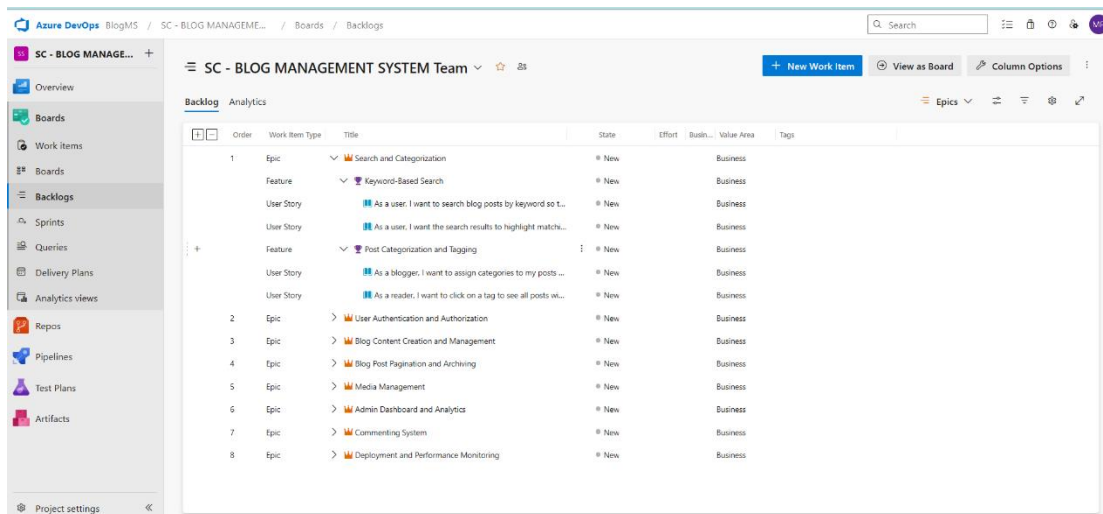 Azure DevOps BlogMS / SC - BLOG MANAGEME... / Boards / Backlogs Search MP
SS SC - BLOG MANAGE... +
Overview
Boards
Work items
Boards
Backlogs
Sprints
Queries
Delivery Plans
Analytics views
Repos
Pipelines
Test Plans
Artifacts
Project settings
SC - BLOG MANAGEMENT SYSTEM Team
+ New Work Item View as Board Column Options
Backlog Analytics Epics
Order Work Item Type Title State Effort Busin... Value Area Tags
1 Epic Search and Categorization New Business
Feature Keyword-Based Search New Business
User Story As a user, I want to search blog posts by keyword so t... New Business
User Story As a user, I want the search results to highlight matchi... New Business
Feature Post Categorization and Tagging New Business
User Story As a blogger, I want to assign categories to my posts ... New Business
User Story As a reader, I want to click on a tag to see all posts wi... New Business
2 Epic User Authentication and Authorization New Business
3 Epic Blog Content Creation and Management New Business
4 Epic Blog Post Pagination and Archiving New Business
5 Epic Media Management New Business
6 Epic Admin Dashboard and Analytics New Business
7 Epic Commenting System New Business
8 Epic Deployment and Performance Monitoring New Business